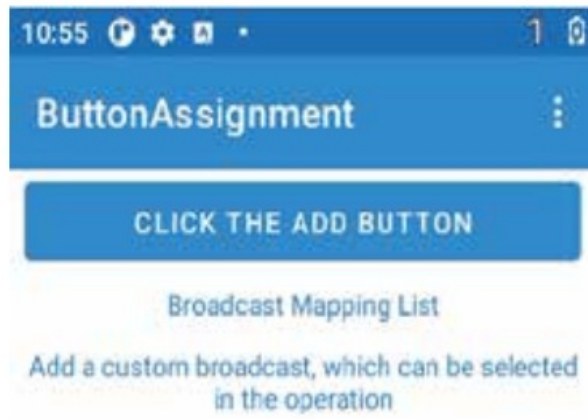 10:55
ButtonAssignment
CLICK THE ADD BUTTON
Broadcast Mapping List
Add a custom broadcast, which can be selected
in the operation